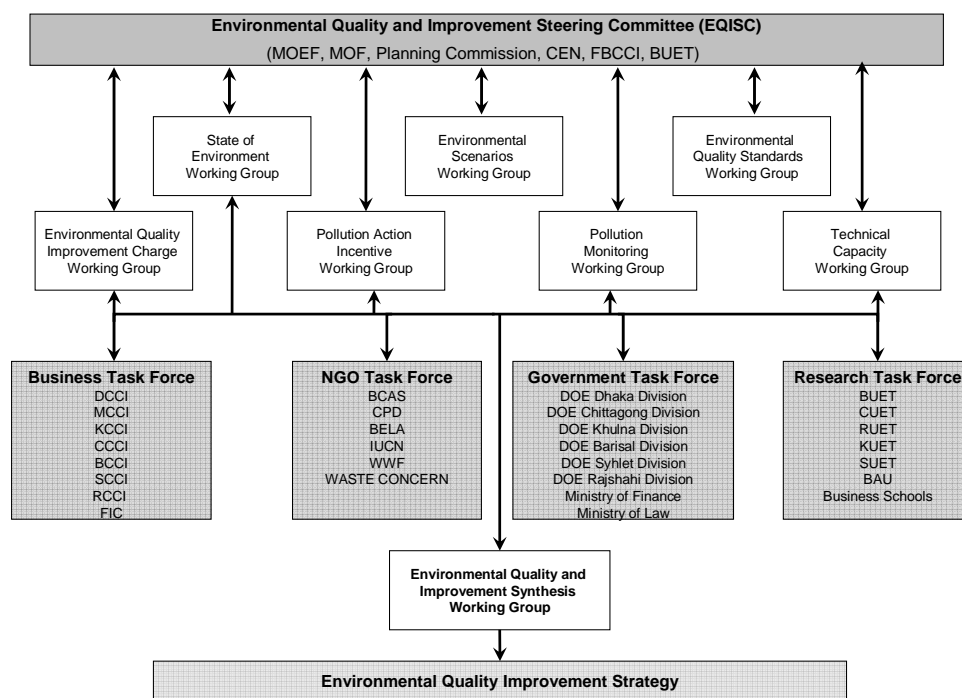 Environmental Quality and Improvement Steering Committee (EQISC)
(MOEF, MOF, Planning Commission, CEN, FBCCI, BUET)
State of
Environment
Working Group
Environmental
Scenarios
Working Group
Environmental
Quality Standards
Working Group
Environmental Quality
Improvement Charge
Working Group
Pollution Action
Incentive
Working Group
Pollution
Monitoring
Working Group
Technical
Capacity
Working Group
Business Task Force
DCCI
MCCI
KCCI
CCCI
BCCI
SCCI
RCCI
FIC
NGO Task Force
BCAS
CPD
BELA
IUCN
WWF
WASTE CONCERN
Government Task Force
DOE Dhaka Division
DOE Chittagong Division
DOE Khulna Division
DOE Barisal Division
DOE Syhlet Division
DOE Rajshahi Division
Ministry of Finance
Ministry of Law
Research Task Force
BUET
CUET
RUET
KUET
SUET
BAU
Business Schools
Environmental Quality and
Improvement Synthesis
Working Group
Environmental Quality Improvement Strategy